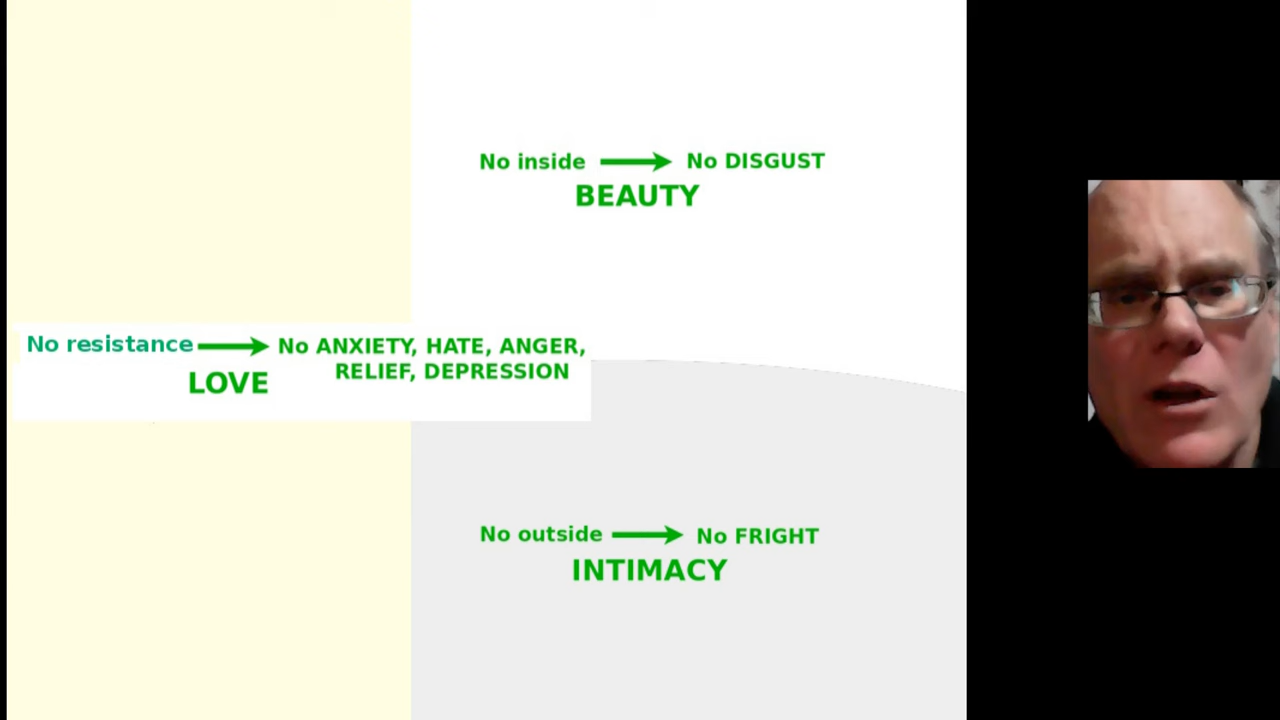 No inside → No DISGUST
BEAUTY
No resistance → No ANXIETY, HATE, ANGER,
RELIEF, DEPRESSION
LOVE
No outside → No FRIGHT
INTIMACY